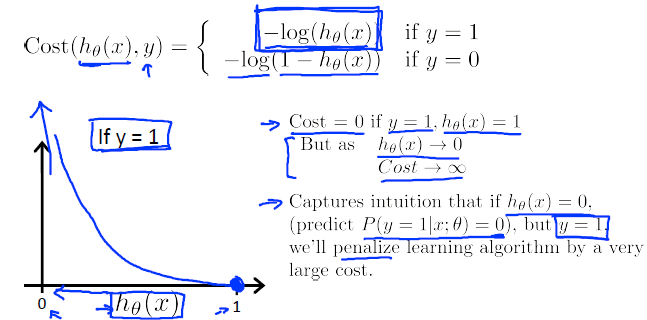 Cost(hθ(x), y) = { −log(hθ(x)) if y = 1
−log(1 − hθ(x)) if y = 0
If y = 1
Cost = 0 if y = 1, hθ(x) = 1
But as hθ(x) → 0
Cost → ∞
Captures intuition that if hθ(x) = 0,
(predict P(y = 1|x; θ) = 0), but y = 1,
we'll penalize learning algorithm by a very
large cost.
0 hθ(x) 1